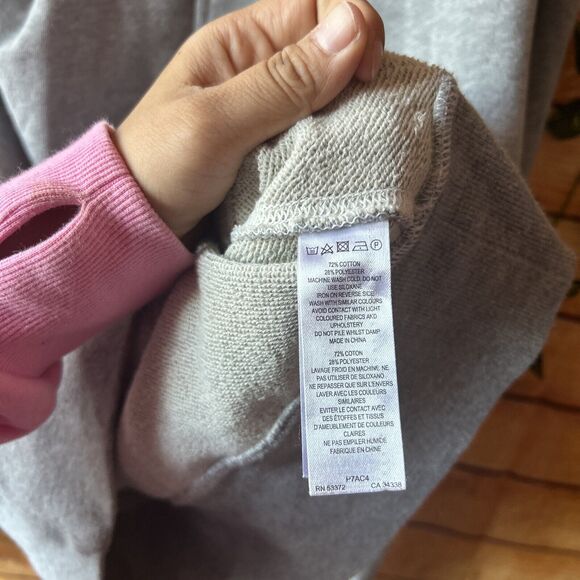 P
72% COTTON
28% POLYESTER
MACHINE WASH COLD. DO NOT
USE SILOXANE
IRON ON REVERSE SIDE
WASH WITH SIMILAR COLOURS
AVOID CONTACT WITH LIGHT
COLOURED FABRICS AND
UPHOLSTERY
DO NOT PILE WHILST DAMP
MADE IN CHINA
72% COTTON
28% POLYESTER
LAVAGE FROID EN MACHINE. NE
PAS UTILISER DE SILOXANO
NE REPASSER QUE SUR L'ENVERS
LAVER AVEC LES COULEURS
SIMILAIRES
EVITER LE CONTACT AVEC
DES ÉTOFFES ET TISSUS
D'AMEUBLEMENT DE COULEURS
CLAIRES
NE PAS EMPILER HUMIDE
FABRIQUE EN CHINE
P7AC4
RN 53372 CA 34338